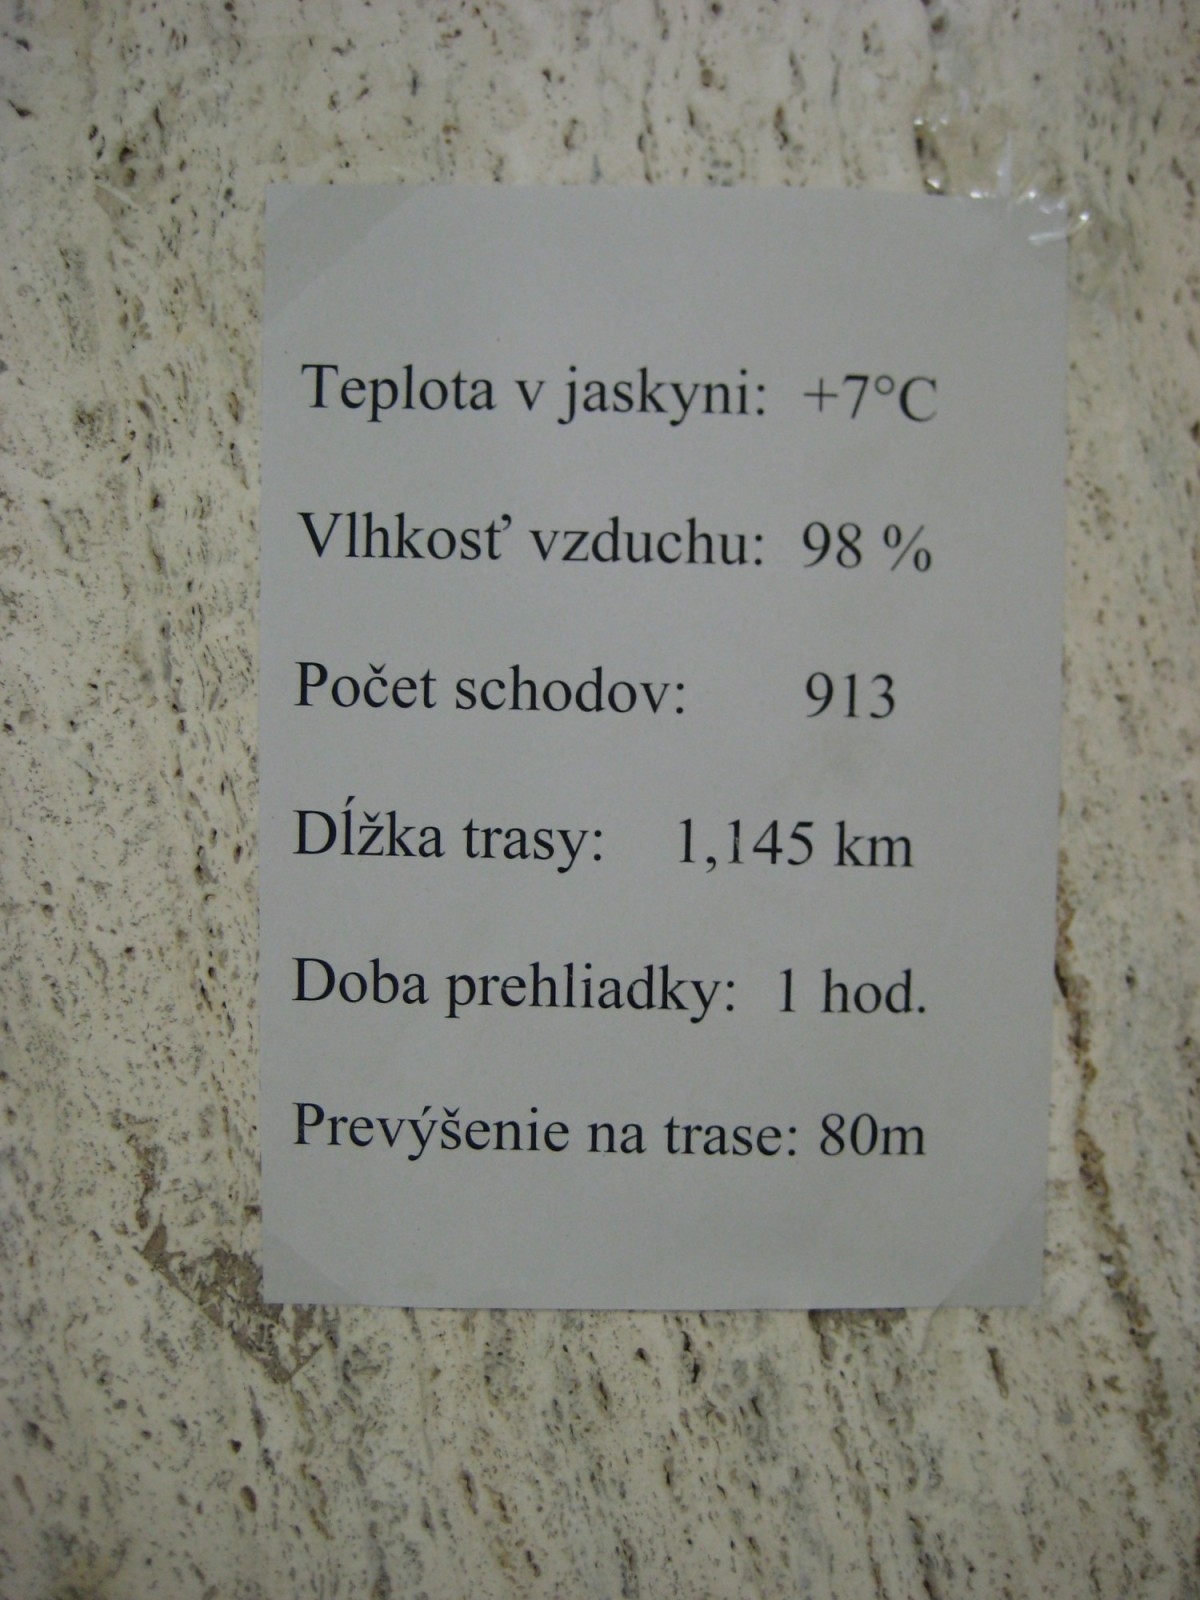 Teplota v jaskyni: +7°C
Vlhkosť vzduchu: 98 %
Počet schodov: 913
Dĺžka trasy: 1,145 km
Doba prehliadky: 1 hod.
Prevýšenie na trase: 80m